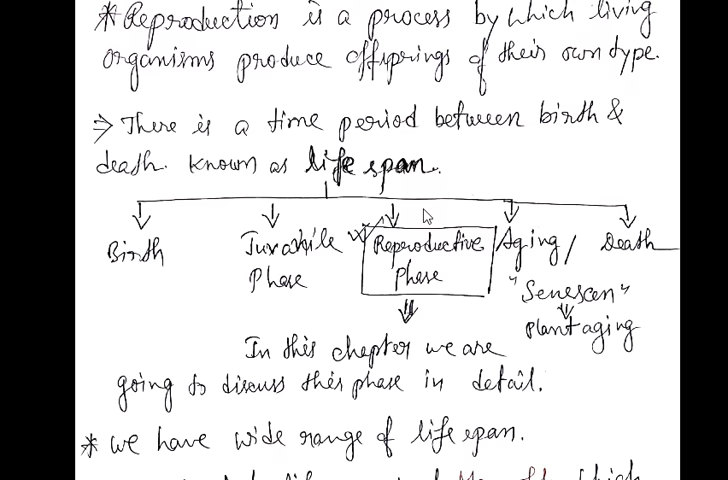 * Reproduction is a process by which living
organisms produce offsprings of their own type.
⇒ There is a time period between birth &
death. known as life span.
Birth Juvabile Reproductive Aging / Death
Phase Phase "Senescen"
plant aging
In this chapter we are
going to discuss this phase in detail.
* we have wide range of life span.